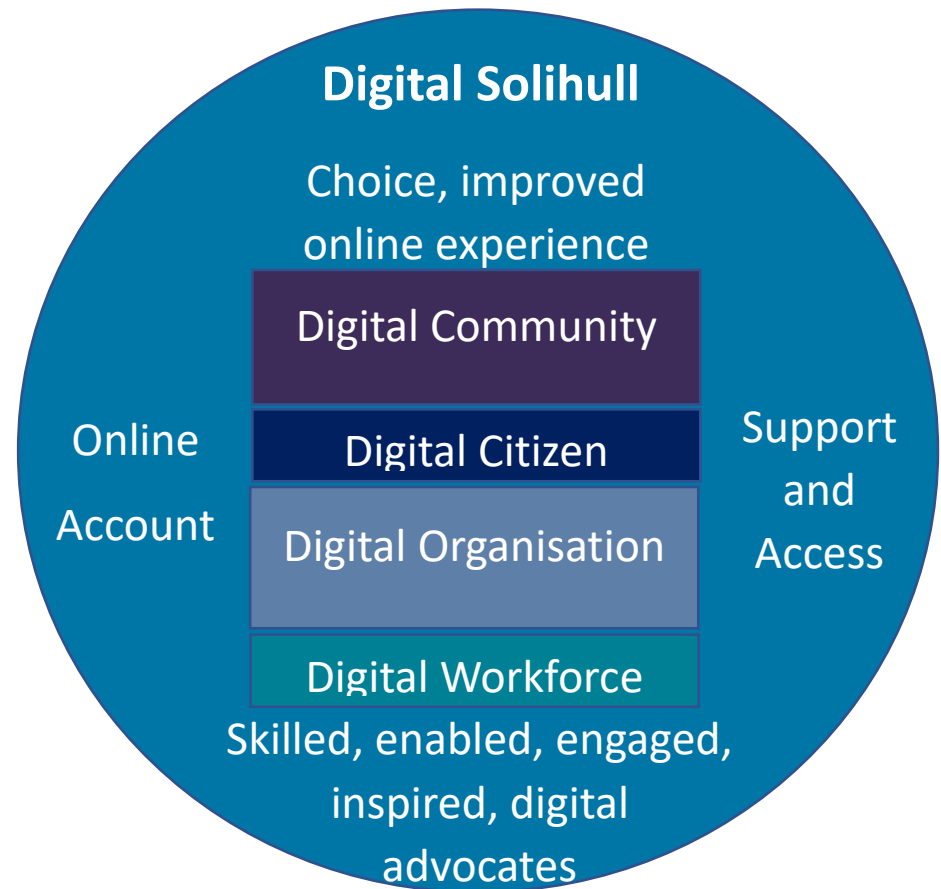 Digital Solihull
Choice, improved
online experience
Digital Community
Online
Account
Digital Citizen
Digital Organisation
Digital Workforce
Support
and
Access
Skilled, enabled, engaged,
inspired, digital
advocates